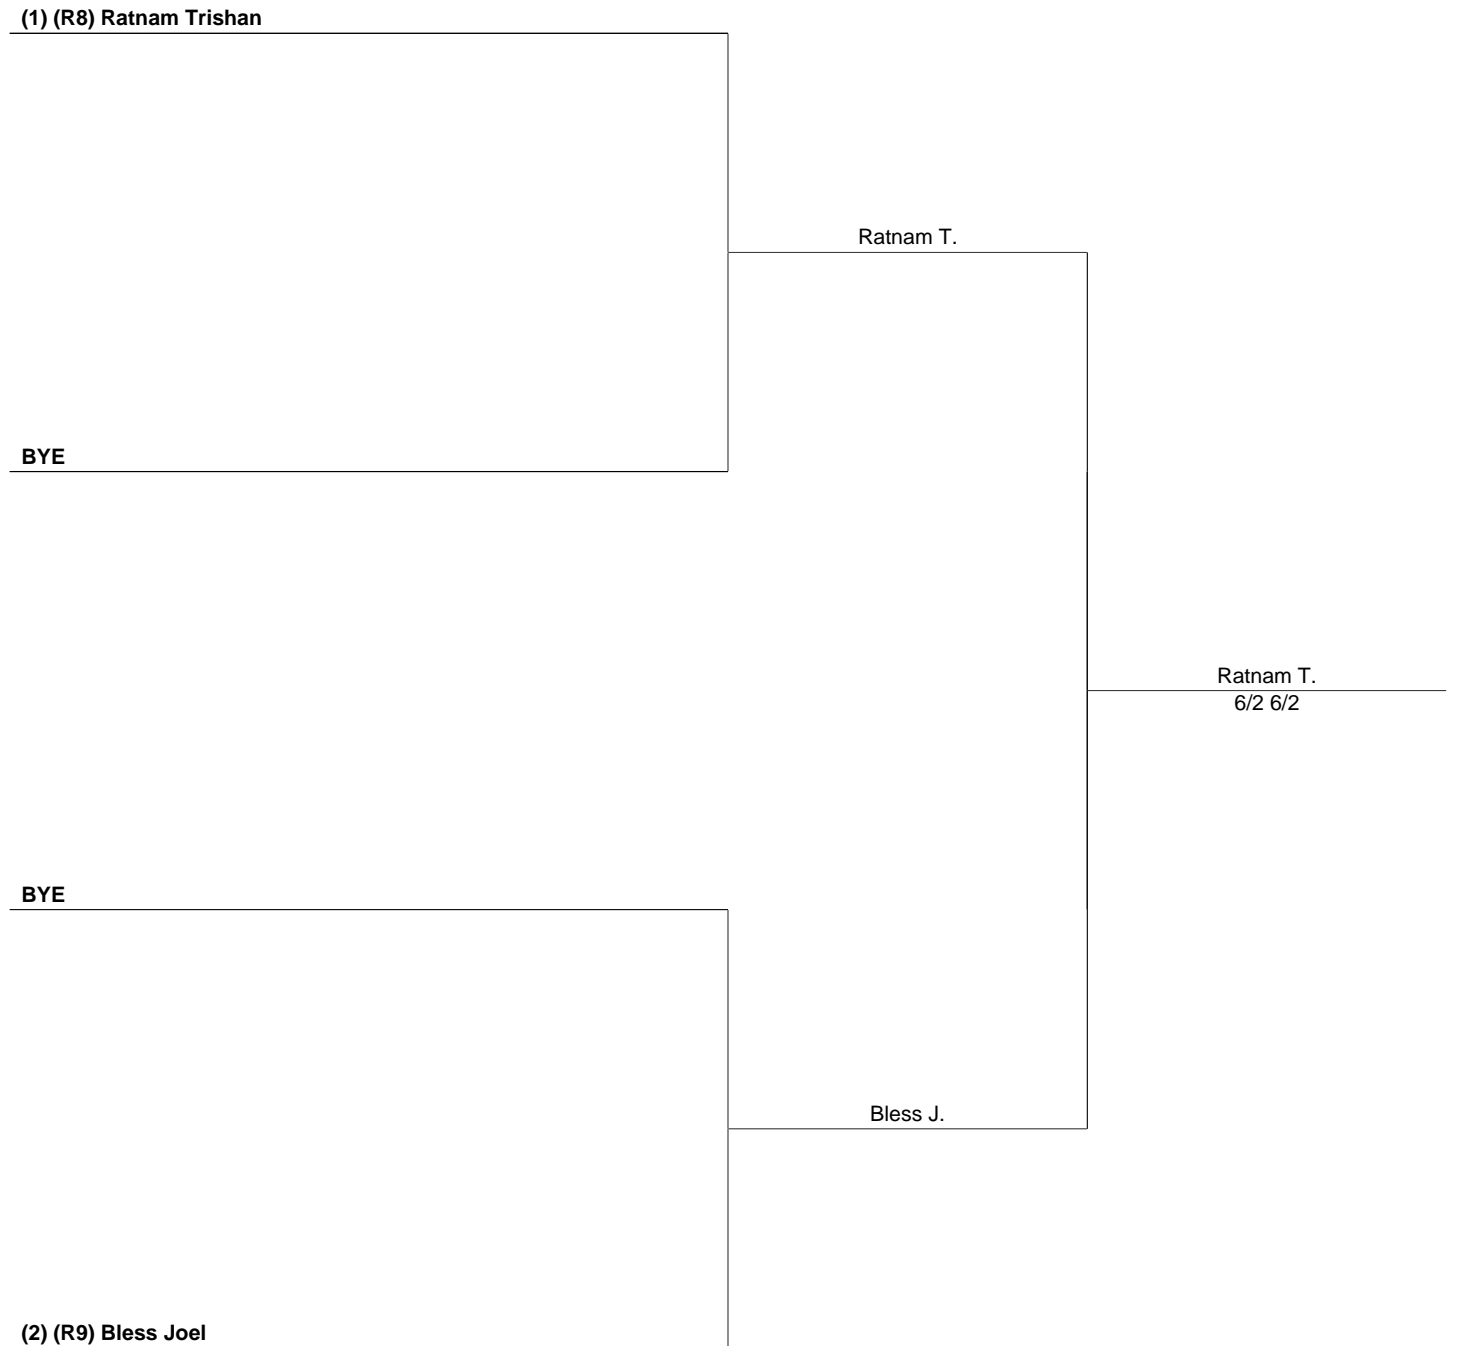 (1) (R8) Ratnam Trishan
Ratnam T.
BYE
Ratnam T.
6/2 6/2
BYE
Bless J.
(2) (R9) Bless Joel